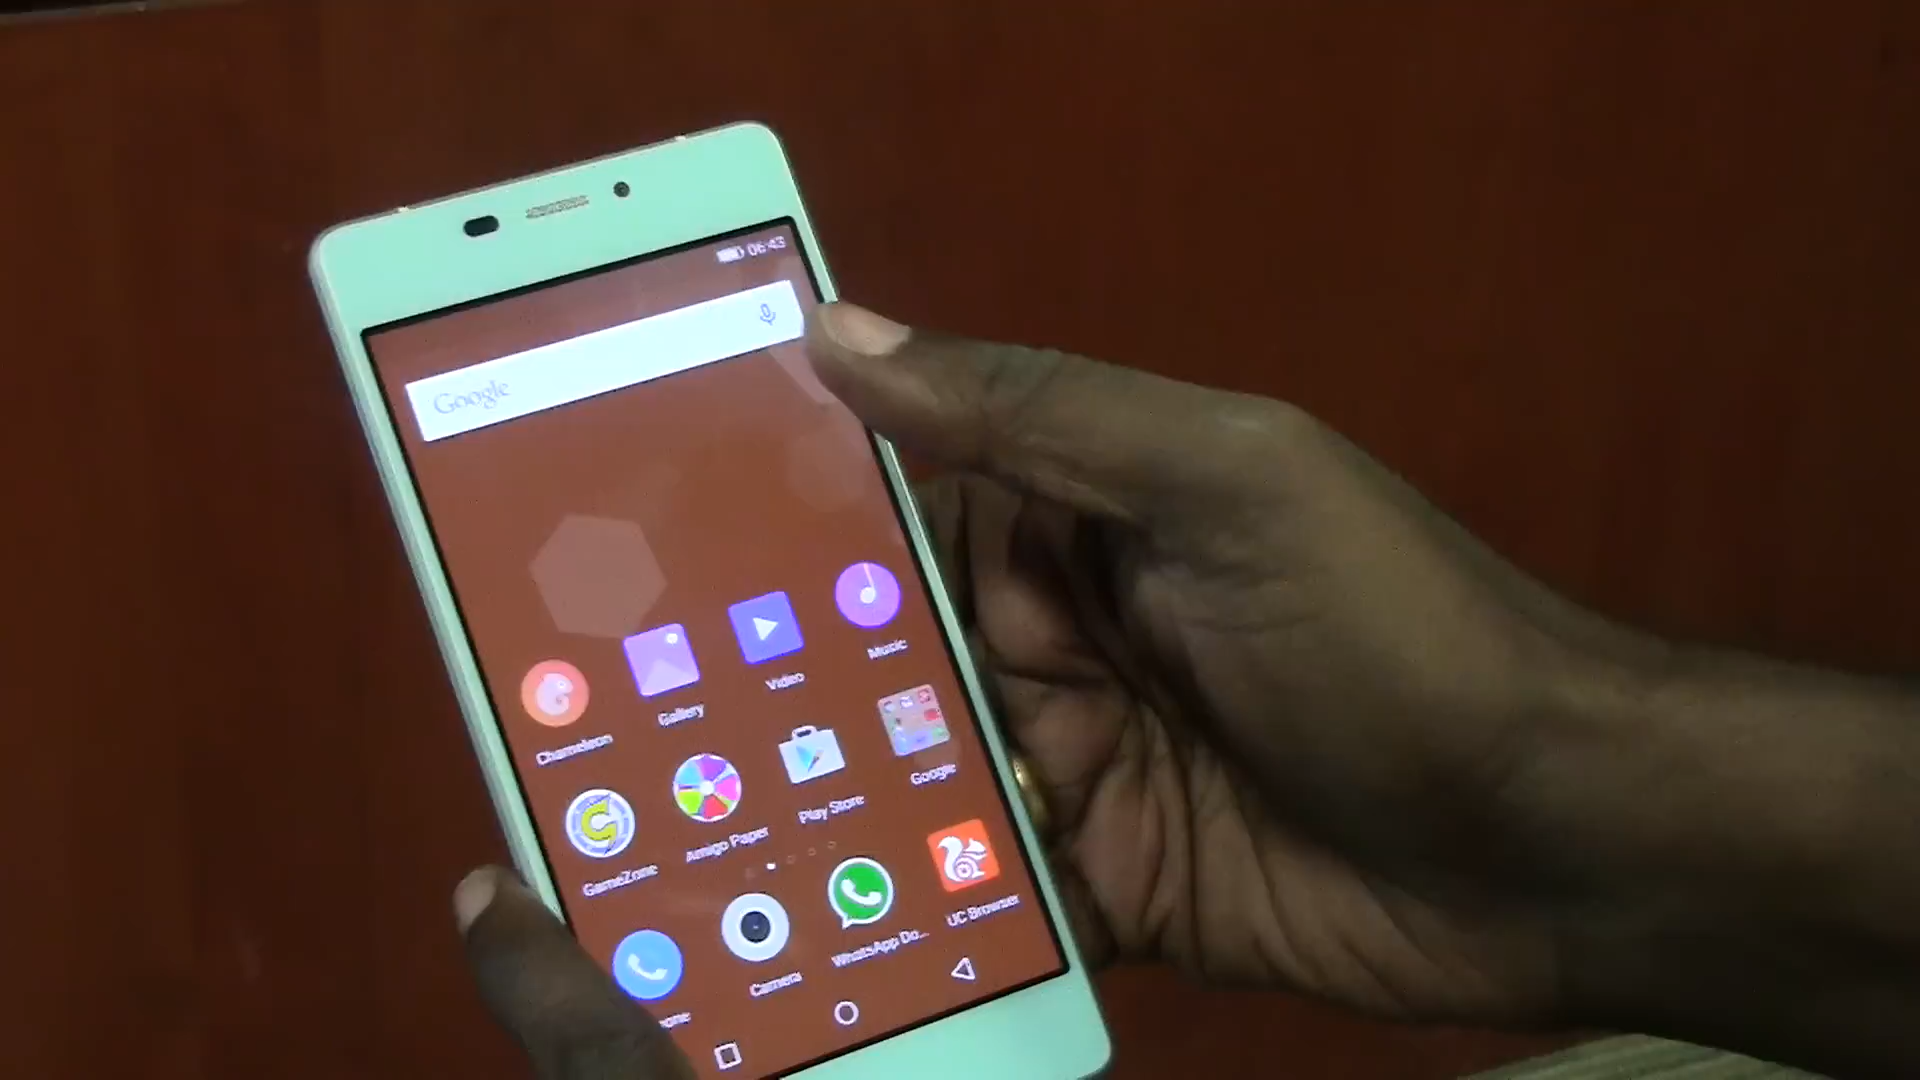 06:43
Google
Chameleon
Gallery
Video
Music
GameZone
Amigo Paper
Play Store
Google
Camera
WhatsApp Do...
UC Browser